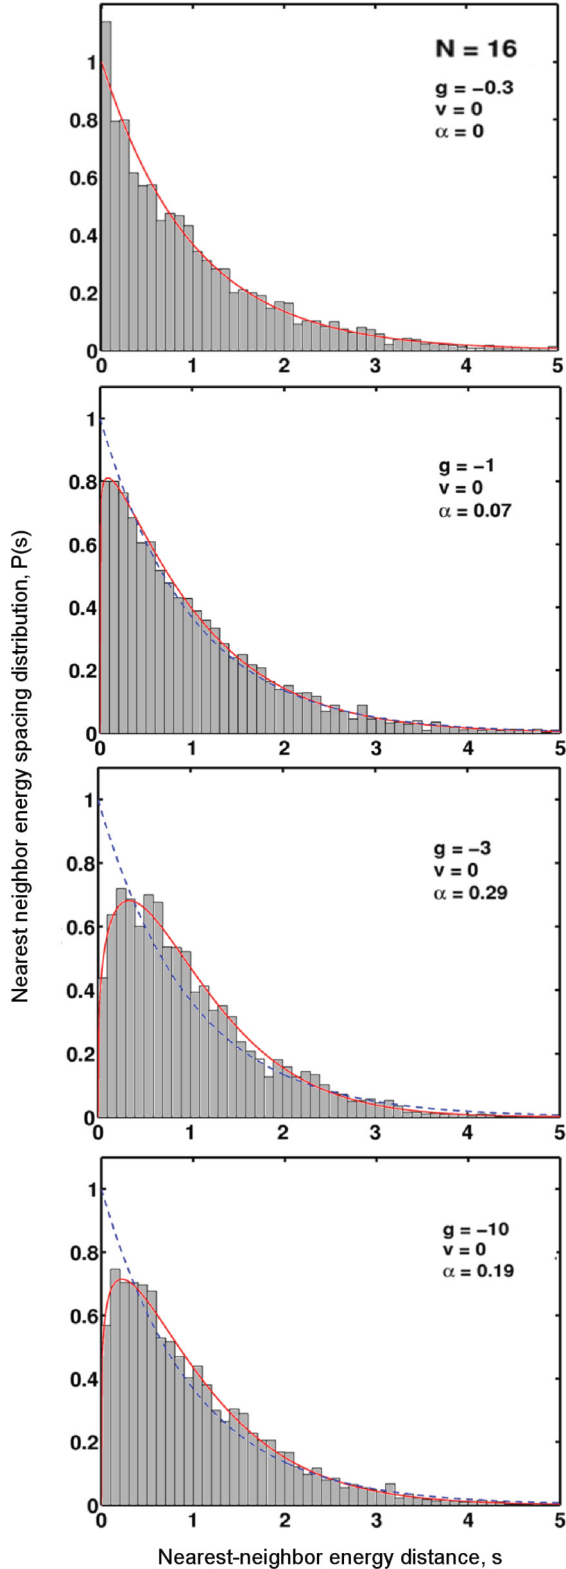 N = 16
g = −0.3
v = 0
α = 0
1
0.8
0.6
0.4
0.2
0
0 1 2 3 4 5
g = −1
v = 0
α = 0.07
1
0.8
0.6
0.4
0.2
0
0 1 2 3 4 5
Nearest neighbor energy spacing distribution, P(s)
g = −3
v = 0
α = 0.29
1
0.8
0.6
0.4
0.2
0
0 1 2 3 4 5
g = −10
v = 0
α = 0.19
1
0.8
0.6
0.4
0.2
0
0 1 2 3 4 5
Nearest-neighbor energy distance, s